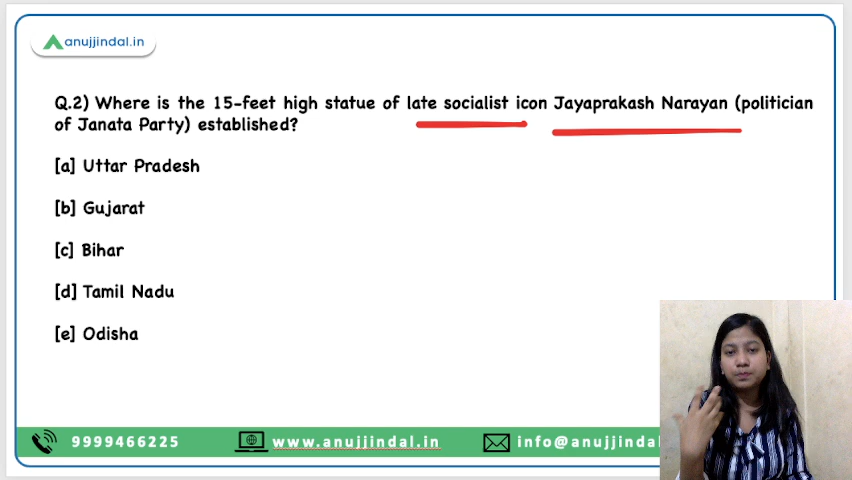 anujjindal.in
Q.2) Where is the 15-feet high statue of late socialist icon Jayaprakash Narayan (politician
of Janata Party) established?
[a] Uttar Pradesh
[b] Gujarat
[c] Bihar
[d] Tamil Nadu
[e] Odisha
9999466225 www.anujjindal.in info@anujjindal